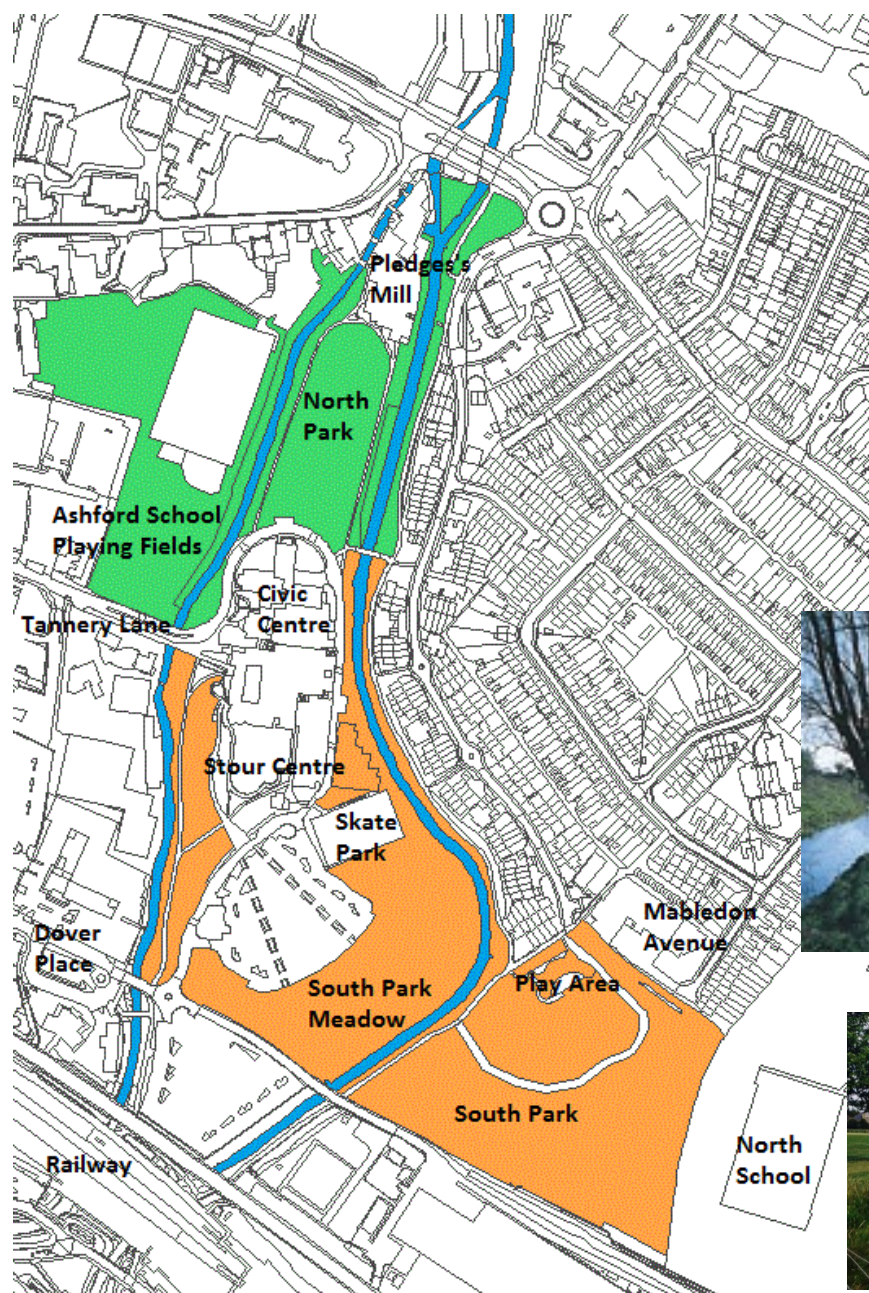 Pledges's
Mill
North
Park
Ashford School
Playing Fields
Civic
Centre
Tannery Lane
Stour Centre
Skate
Park
Mabledon
Avenue
Dover
Place
Play Area
South Park
Meadow
South Park
North
School
Railway